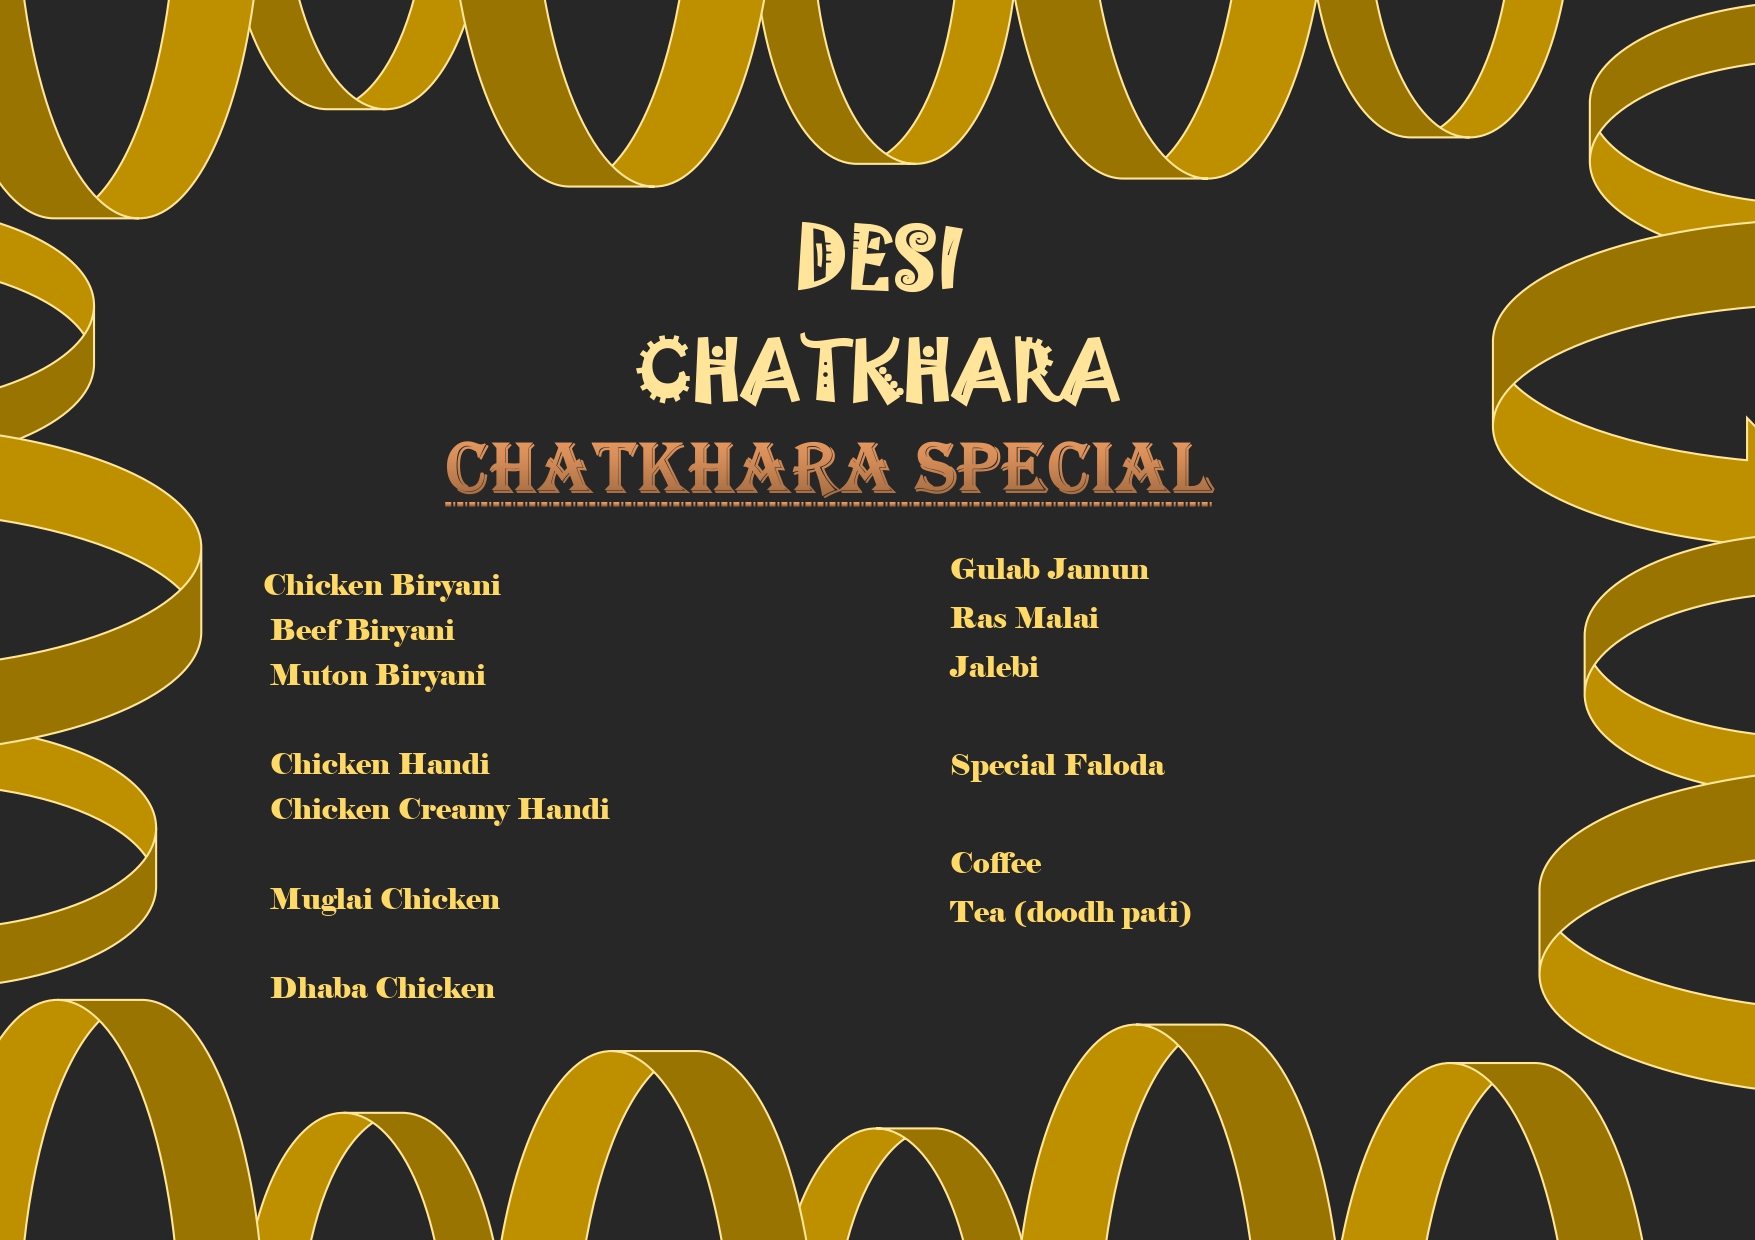 DESI
CHATKHARA
CHATKHARA SPECIAL
Chicken Biryani
Beef Biryani
Muton Biryani
Chicken Handi
Chicken Creamy Handi
Muglai Chicken
Dhaba Chicken
Gulab Jamun
Ras Malai
Jalebi
Special Faloda
Coffee
Tea (doodh pati)